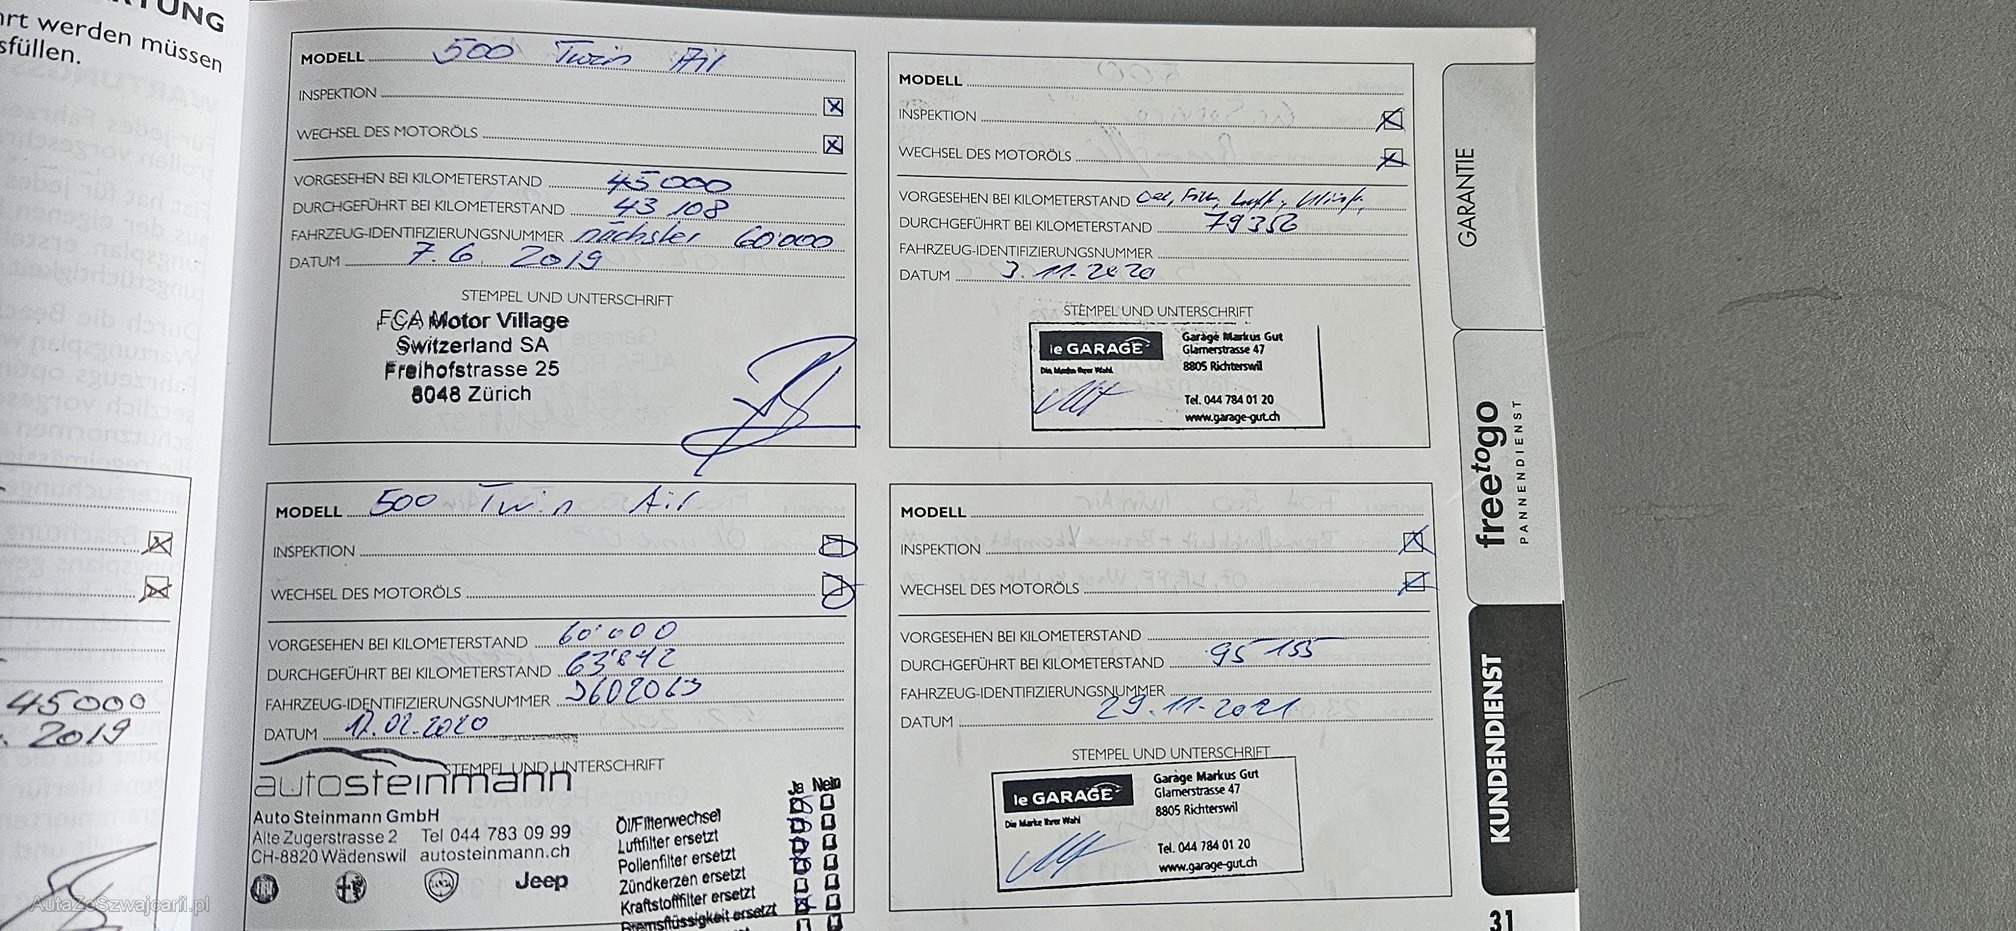 RTUNG
hrt werden müssen
sfüllen.
45000
2019
MODELL 500 Twin Air
INSPEKTION
WECHSEL DES MOTORÖLS
VORGESEHEN BEI KILOMETERSTAND 45000
DURCHGEFÜHRT BEI KILOMETERSTAND 43 108
FAHRZEUG-IDENTIFIZIERUNGSNUMMER nächster 60'000
DATUM 7.6. 2019
STEMPEL UND UNTERSCHRIFT
FCA Motor Village
Switzerland SA
Freihofstrasse 25
8048 Zürich
MODELL
INSPEKTION
WECHSEL DES MOTORÖLS
VORGESEHEN BEI KILOMETERSTAND
DURCHGEFÜHRT BEI KILOMETERSTAND 79356
FAHRZEUG-IDENTIFIZIERUNGSNUMMER
DATUM 3.11.2020
STEMPEL UND UNTERSCHRIFT
le GARAGE
Die Marke Ihrer Wahl
Garage Markus Gut
Glarnerstrasse 47
8805 Richterswil
Tel. 044 784 01 20
www.garage-gut.ch
MODELL 500 Twin Air
INSPEKTION
WECHSEL DES MOTORÖLS
VORGESEHEN BEI KILOMETERSTAND 60'000
DURCHGEFÜHRT BEI KILOMETERSTAND 63'842
FAHRZEUG-IDENTIFIZIERUNGSNUMMER J602063
DATUM 12.02.2020
STEMPEL UND UNTERSCHRIFT
autosteinmann
Auto Steinmann GmbH
Alte Zugerstrasse 2 Tel 044 783 09 99
CH-8820 Wädenswil autosteinmann.ch
Jeep
Ja Nein
Öl/Filterwechsel
Luftfilter ersetzt
Pollenfilter ersetzt
Zündkerzen ersetzt
Kraftstofffilter ersetzt
Bremsflüssigkeit ersetzt
MODELL
INSPEKTION
WECHSEL DES MOTORÖLS
VORGESEHEN BEI KILOMETERSTAND
DURCHGEFÜHRT BEI KILOMETERSTAND 95 155
FAHRZEUG-IDENTIFIZIERUNGSNUMMER
DATUM 29.11.2021
STEMPEL UND UNTERSCHRIFT
le GARAGE
Die Marke Ihrer Wahl
Garage Markus Gut
Glarnerstrasse 47
8805 Richterswil
Tel. 044 784 01 20
www.garage-gut.ch
GARANTIE
freetogo
PANNENDIENST
KUNDENDIENST
31
AutaZeSzwajcarii.pl